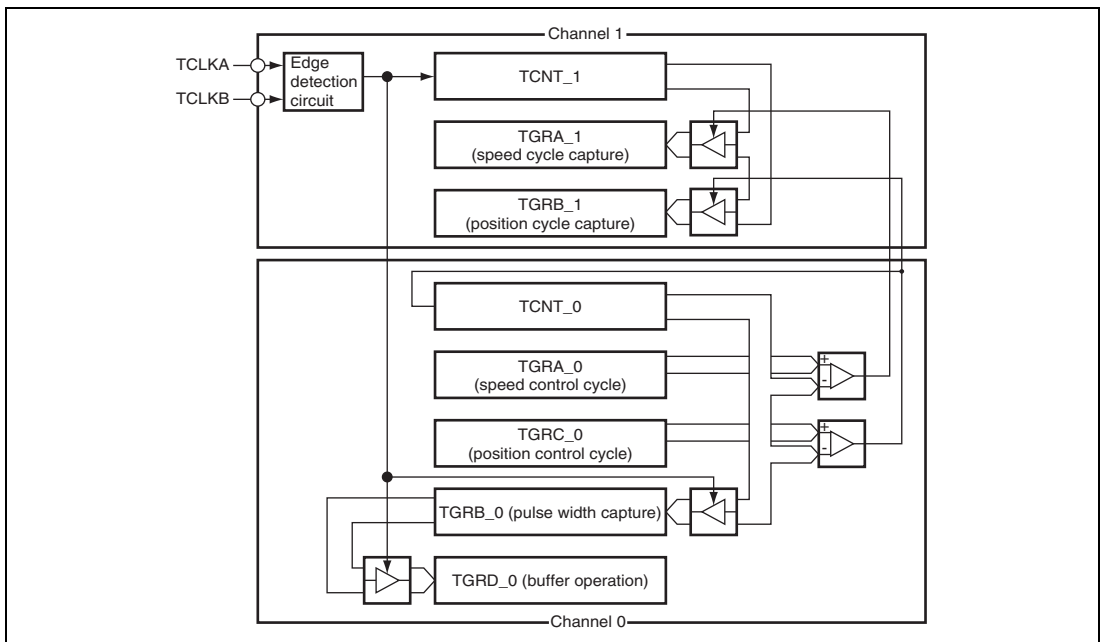 Channel 1
TCLKA
TCLKB
Edge
detection
circuit
TCNT_1
TGRA_1
(speed cycle capture)
TGRB_1
(position cycle capture)
TCNT_0
TGRA_0
(speed control cycle)
+
-
TGRC_0
(position control cycle)
+
-
TGRB_0 (pulse width capture)
TGRD_0 (buffer operation)
Channel 0